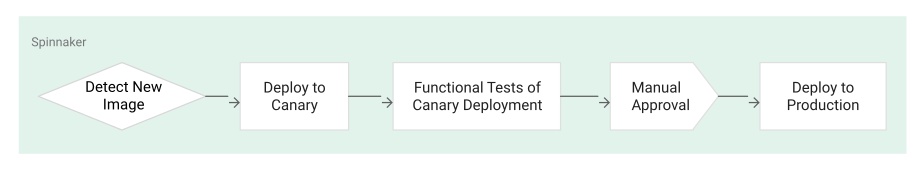 Spinnaker
Detect New
Image
Deploy to
Canary
Functional Tests of
Canary Deployment
Manual
Approval
Deploy to
Production